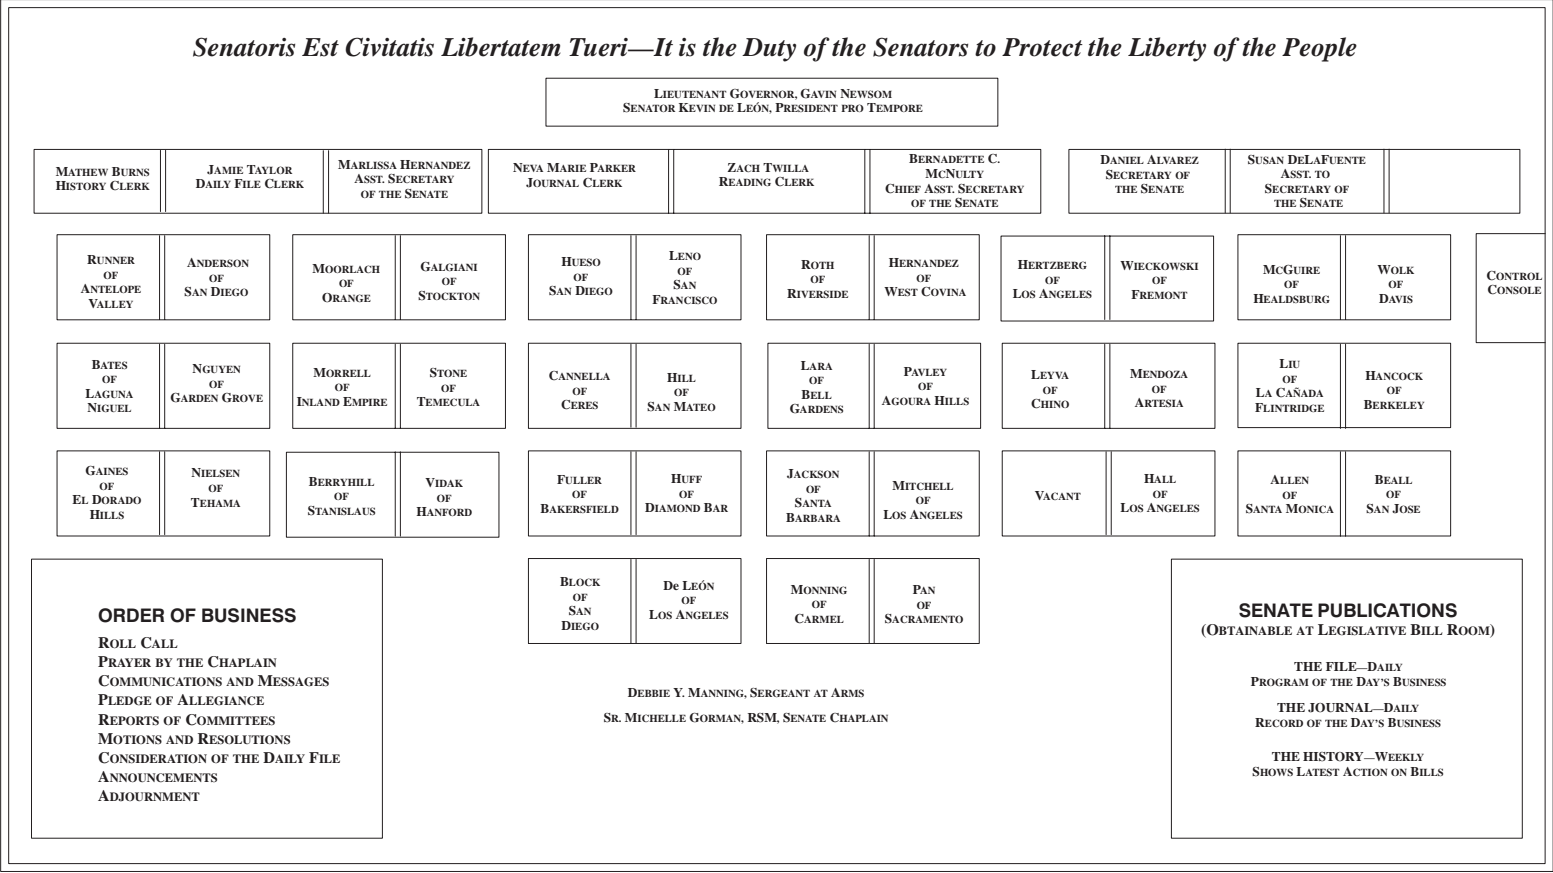 Senatoris Est Civitatis Libertatem Tueri—It is the Duty of the Senators to Protect the Liberty of the People
Lieutenant Governor, Gavin Newsom
Senator Kevin de León, President pro Tempore
Mathew Burns
History Clerk
Jamie Taylor
Daily File Clerk
Marlissa Hernandez
Asst. Secretary
of the Senate
Neva Marie Parker
Journal Clerk
Zach Twilla
Reading Clerk
Bernadette C.
McNulty
Chief Asst. Secretary
of the Senate
Daniel Alvarez
Secretary of
the Senate
Susan DeLaFuente
Asst. to
Secretary of
the Senate
Runner
of
Antelope
Valley
Anderson
of
San Diego
Moorlach
of
Orange
Galgiani
of
Stockton
Hueso
of
San Diego
Leno
of
San
Francisco
Roth
of
Riverside
Hernandez
of
West Covina
Hertzberg
of
Los Angeles
Wieckowski
of
Fremont
McGuire
of
Healdsburg
Wolk
of
Davis
Control
Console
Bates
of
Laguna
Niguel
Nguyen
of
Garden Grove
Morrell
of
Inland Empire
Stone
of
Temecula
Cannella
of
Ceres
Hill
of
San Mateo
Lara
of
Bell
Gardens
Pavley
of
Agoura Hills
Leyva
of
Chino
Mendoza
of
Artesia
Liu
of
La Cañada
Flintridge
Hancock
of
Berkeley
Gaines
of
El Dorado
Hills
Nielsen
of
Tehama
Berryhill
of
Stanislaus
Vidak
of
Hanford
Fuller
of
Bakersfield
Huff
of
Diamond Bar
Jackson
of
Santa
Barbara
Mitchell
of
Los Angeles
Vacant
Hall
of
Los Angeles
Allen
of
Santa Monica
Beall
of
San Jose
Block
of
San
Diego
De León
of
Los Angeles
Monning
of
Carmel
Pan
of
Sacramento
ORDER OF BUSINESS
Roll Call
Prayer by the Chaplain
Communications and Messages
Pledge of Allegiance
Reports of Committees
Motions and Resolutions
Consideration of the Daily File
Announcements
Adjournment
Debbie Y. Manning, Sergeant at Arms
Sr. Michelle Gorman, RSM, Senate Chaplain
SENATE PUBLICATIONS
(Obtainable at Legislative Bill Room)
THE FILE—Daily
Program of the Day's Business
THE JOURNAL—Daily
Record of the Day's Business
THE HISTORY—Weekly
Shows Latest Action on Bills